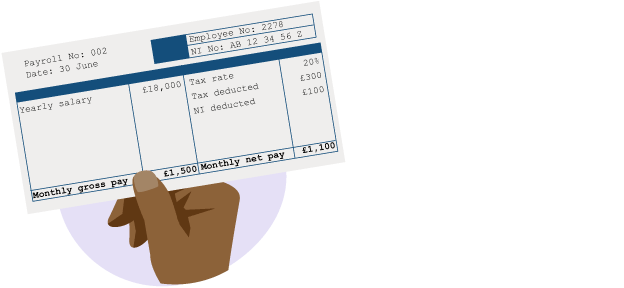 Payroll No: 002
Date: 30 June
Employee No: 2278
NI No: AB 12 34 56 Z
Yearly salary £18,000
Tax rate 20%
Tax deducted £300
NI deducted £100
Monthly gross pay £1,500
Monthly net pay £1,100